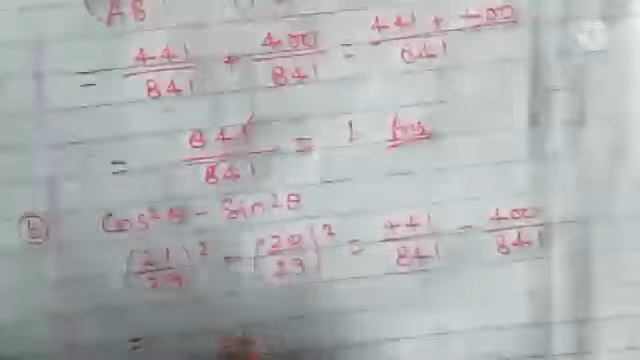 AB
= 441/841 + 400/841 = 441 + 400/841
= 841/841 = 1 Ans
(b) Cos²θ - Sin²θ
(21/29)² - (20/29)² = 441/841 - 400/841
=